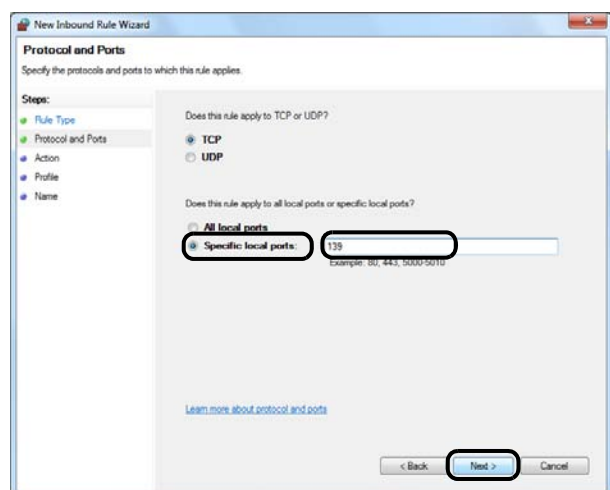 New Inbound Rule Wizard
Protocol and Ports
Specify the protocols and ports to which this rule applies.
Steps:
Rule Type
Protocol and Ports
Action
Profile
Name
Does this rule apply to TCP or UDP?
TCP
UDP
Does this rule apply to all local ports or specific local ports?
All local ports
Specific local ports: 139
Example: 80, 443, 5000-5010
Learn more about protocol and ports
< Back Next > Cancel